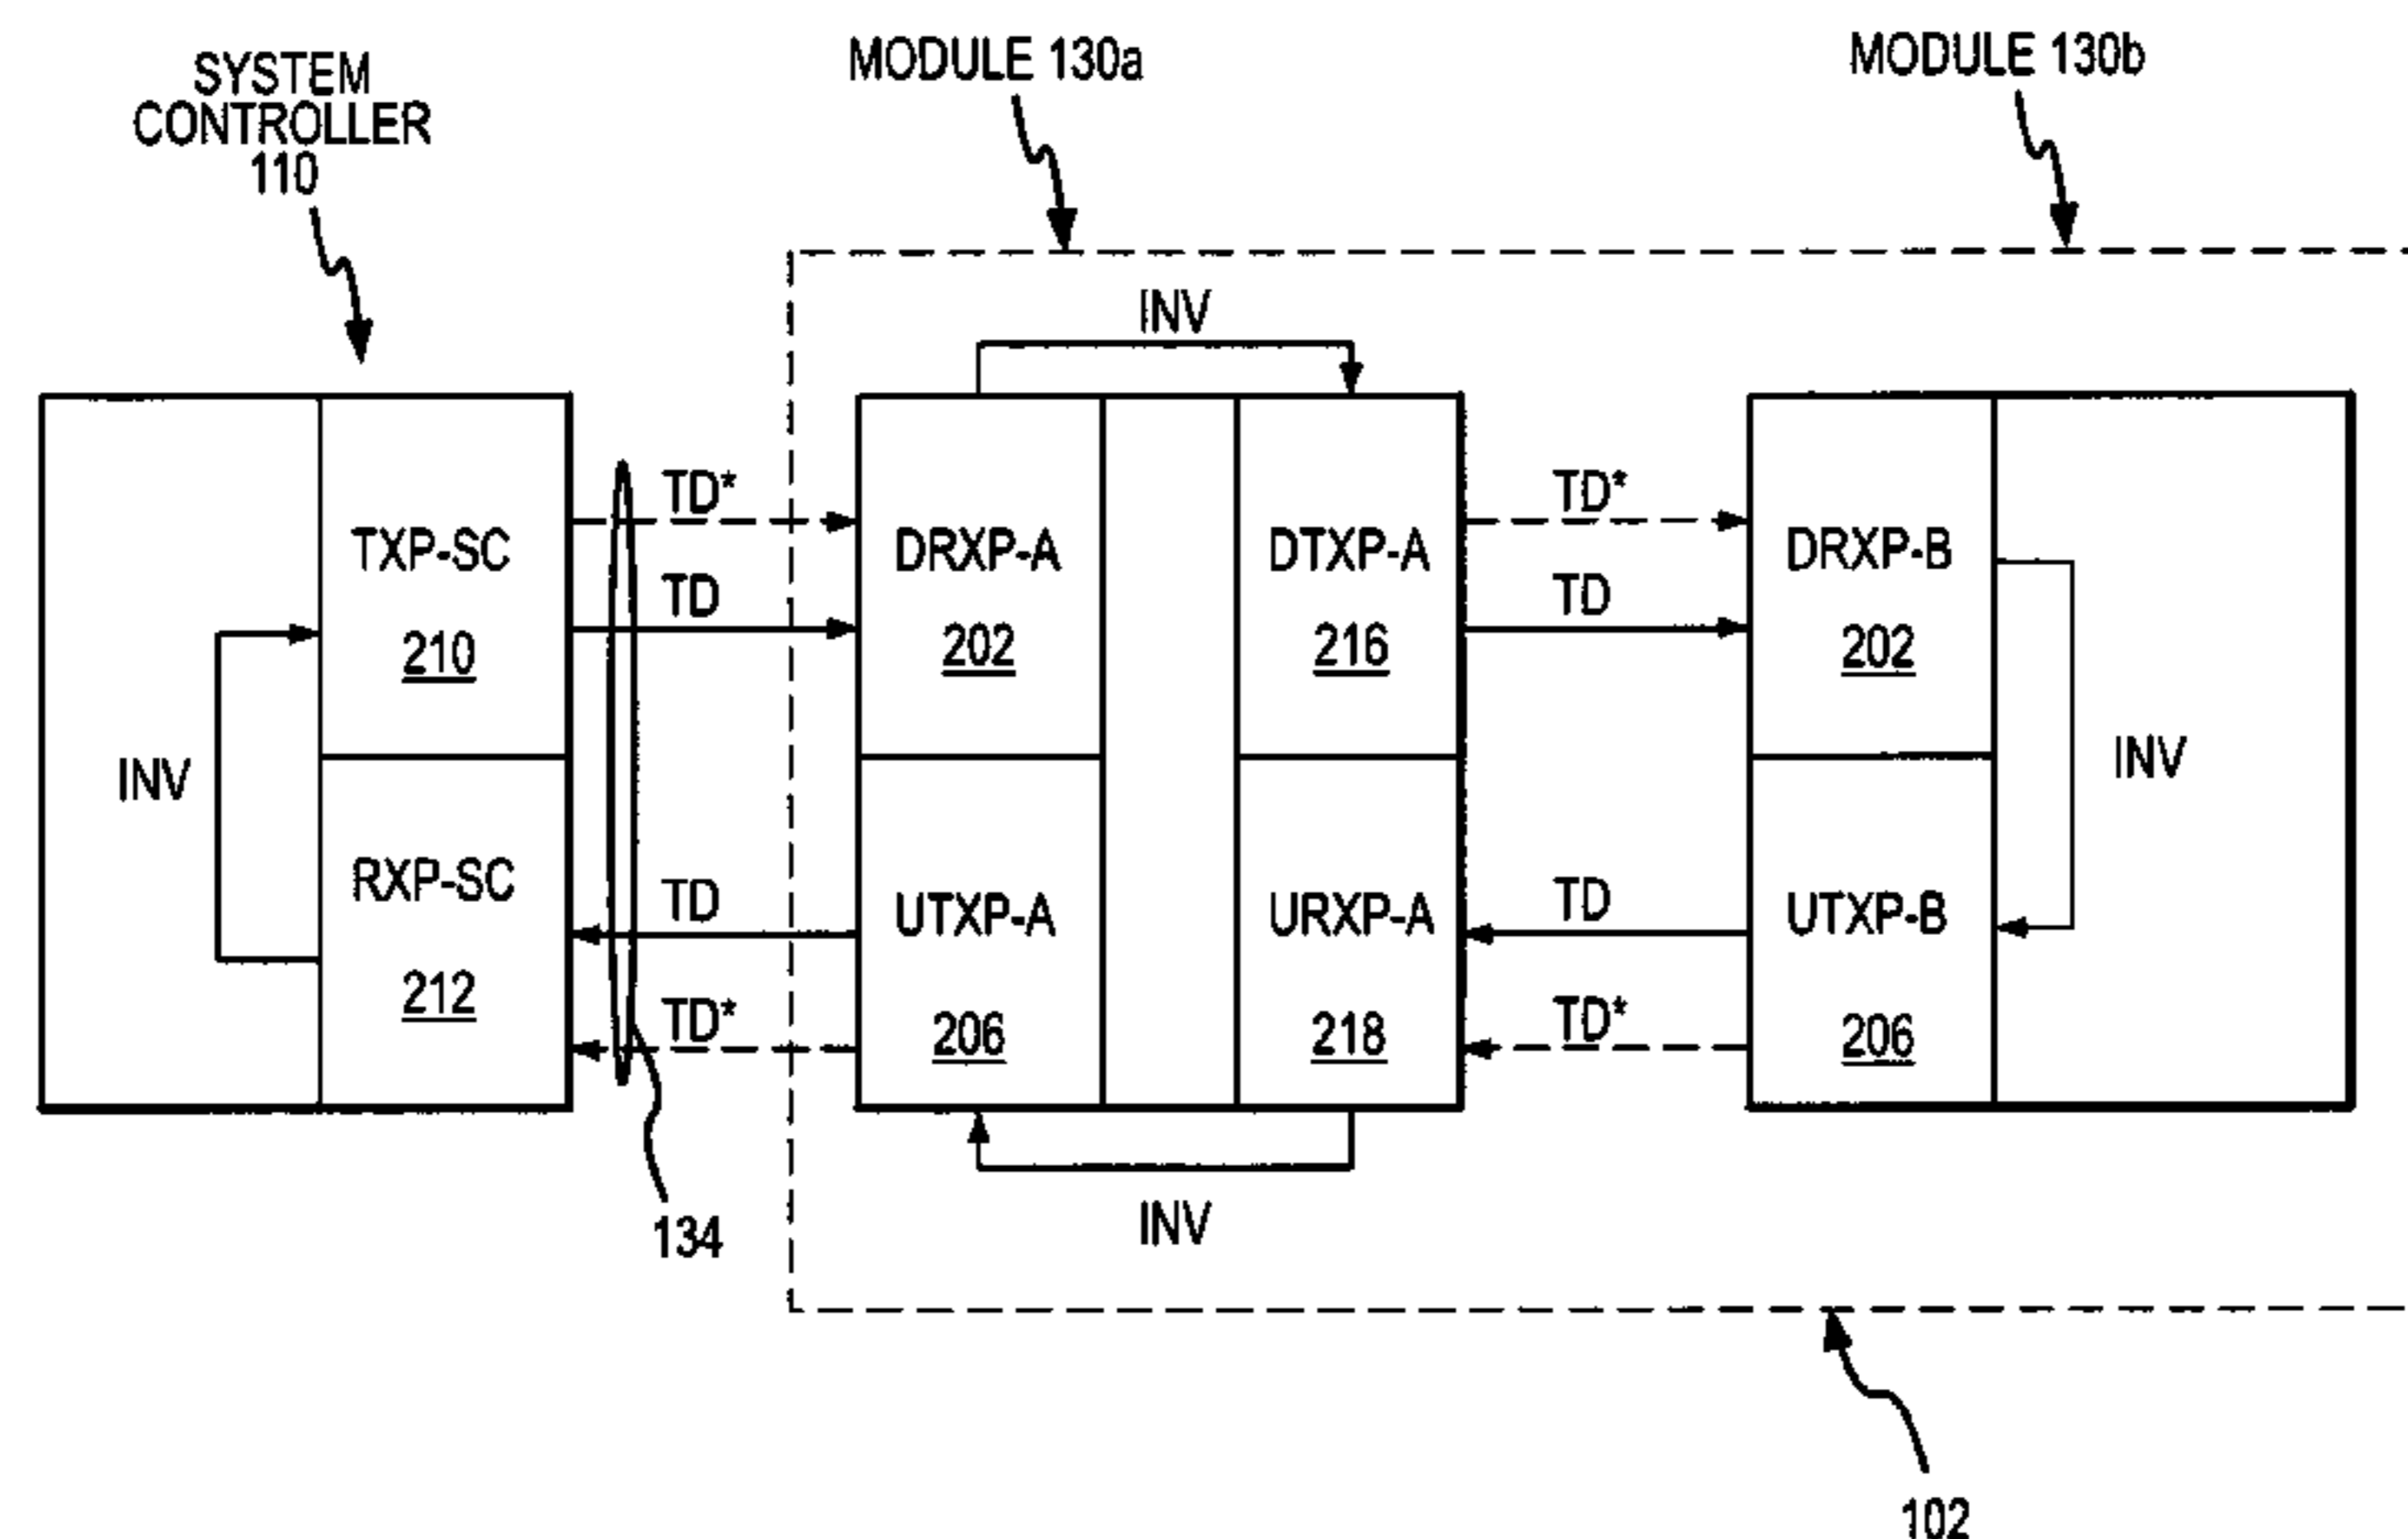 SYSTEM
CONTROLLER
110
MODULE 130a
MODULE 130b
INV
TD*
TD*
TXP-SC
DRXP-A
DTXP-A
DRXP-B
TD
TD
210
202
216
202
INV
INV
RXP-SC
TD
UTXP-A
URXP-A
TD
UTXP-B
212
TD*
206
218
TD*
206
134
INV
102